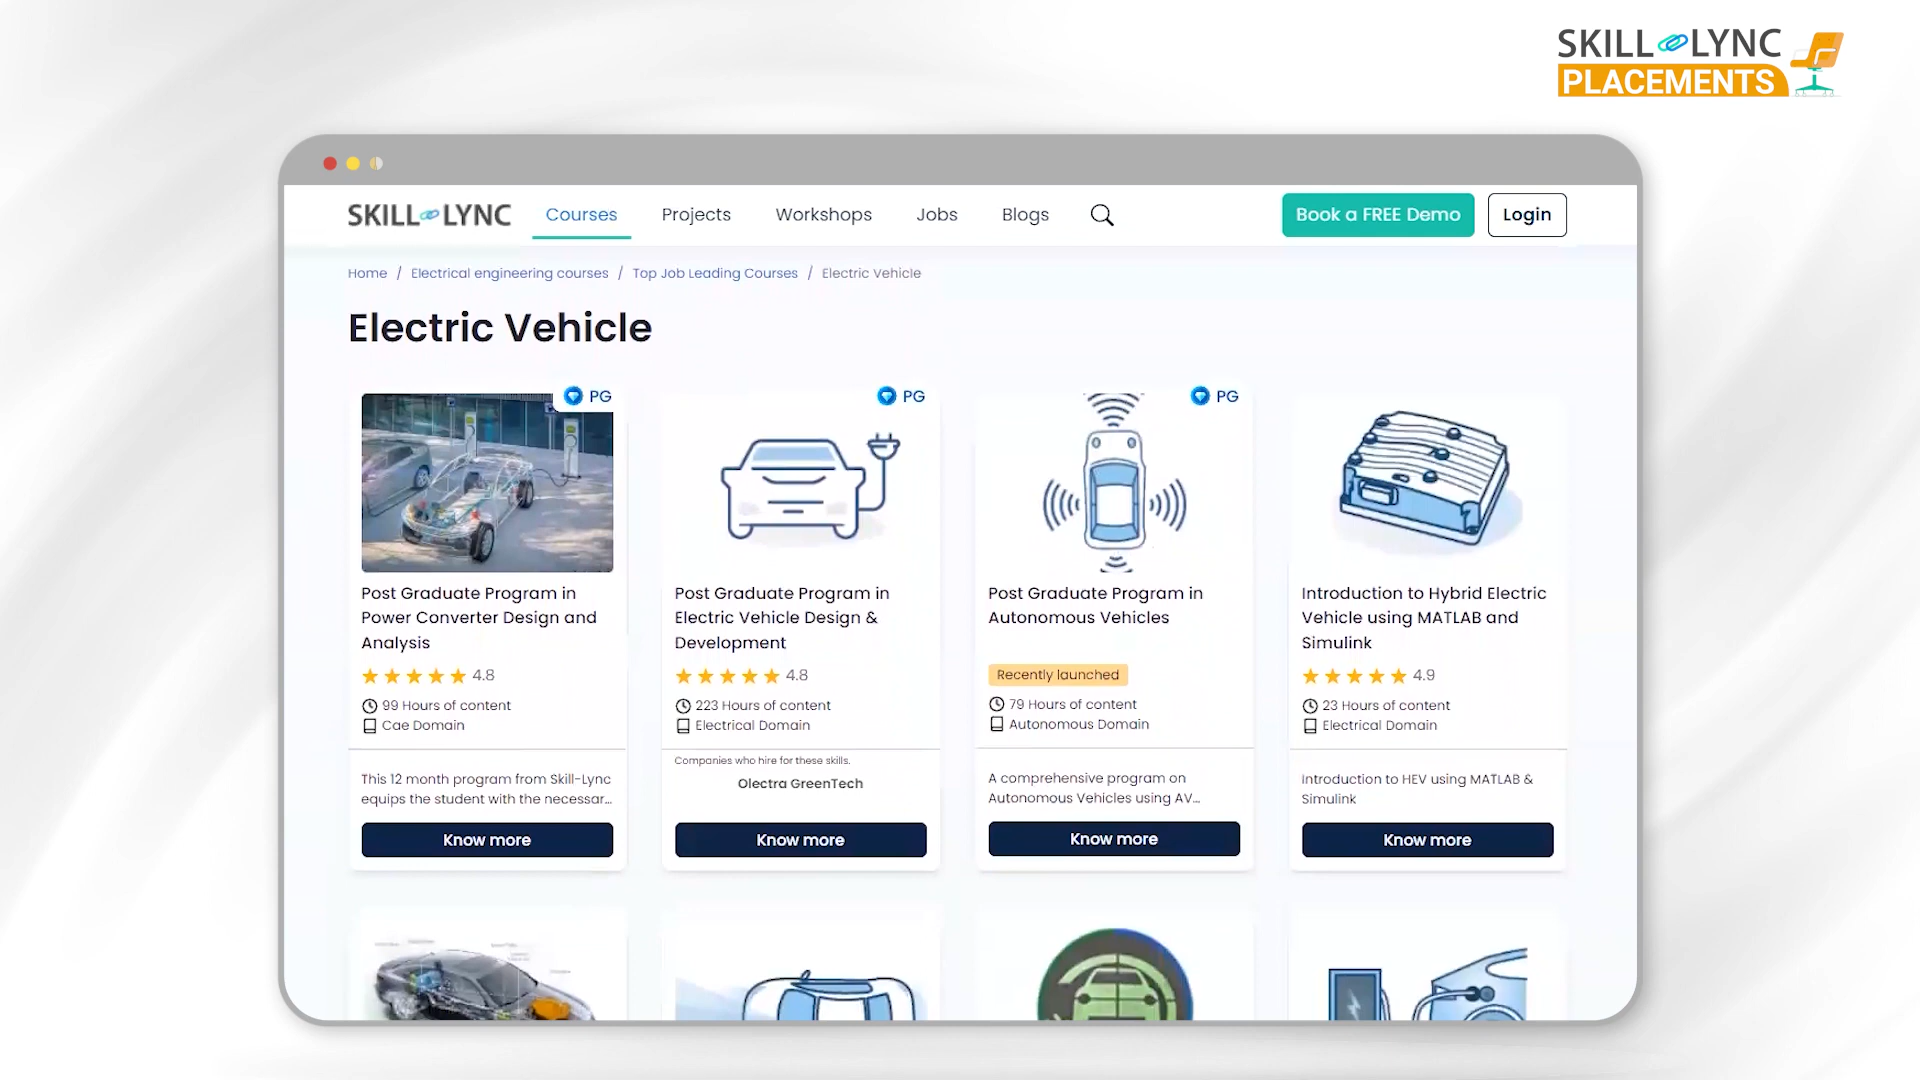 SKILL LYNC
PLACEMENTS
SKILL LYNC Courses Projects Workshops Jobs Blogs Book a FREE Demo Login
Home / Electrical engineering courses / Top Job Leading Courses / Electric Vehicle
Electric Vehicle
PG
Post Graduate Program in
Power Converter Design and
Analysis
4.8
99 Hours of content
Cae Domain
This 12 month program from Skill-Lync
equips the student with the necessar...
Know more
PG
Post Graduate Program in
Electric Vehicle Design &
Development
4.8
223 Hours of content
Electrical Domain
Companies who hire for these skills.
Olectra GreenTech
Know more
PG
Post Graduate Program in
Autonomous Vehicles
Recently launched
79 Hours of content
Autonomous Domain
A comprehensive program on
Autonomous Vehicles using AV...
Know more
Introduction to Hybrid Electric
Vehicle using MATLAB and
Simulink
4.9
23 Hours of content
Electrical Domain
Introduction to HEV using MATLAB &
Simulink
Know more